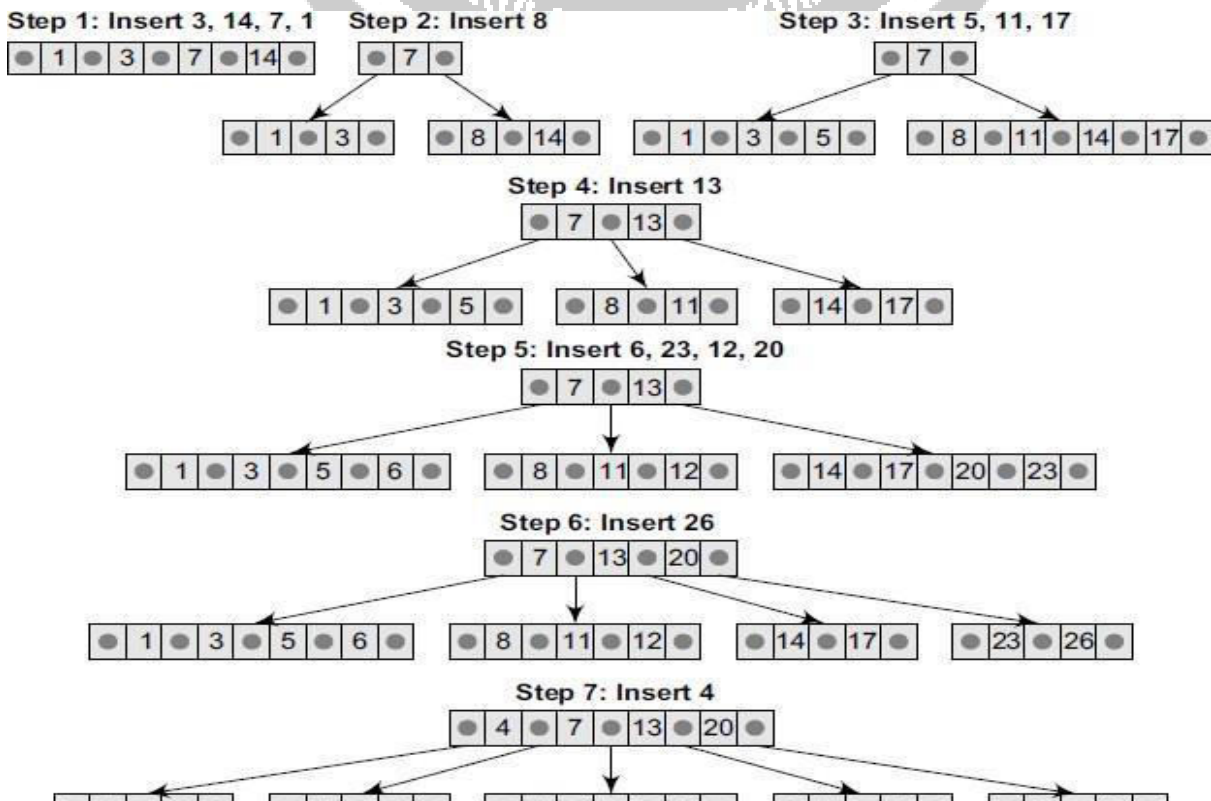 Step 1: Insert 3, 14, 7, 1 Step 2: Insert 8 Step 3: Insert 5, 11, 17
1 3 7 14 7 7
1 3 8 14 1 3 5 8 11 14 17
Step 4: Insert 13
7 13
1 3 5 8 11 14 17
Step 5: Insert 6, 23, 12, 20
7 13
1 3 5 6 8 11 12 14 17 20 23
Step 6: Insert 26
7 13 20
1 3 5 6 8 11 12 14 17 23 26
Step 7: Insert 4
4 7 13 20